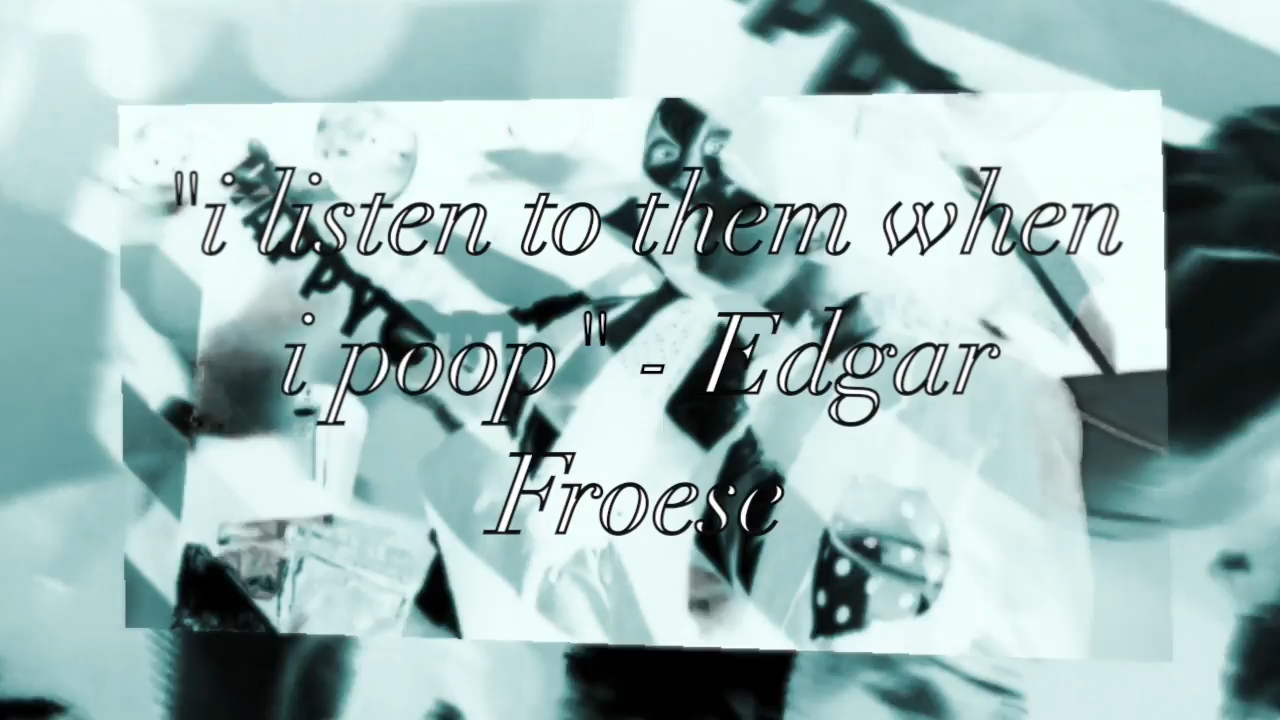 "i listen to them when
i poop " - Edgar
Froese